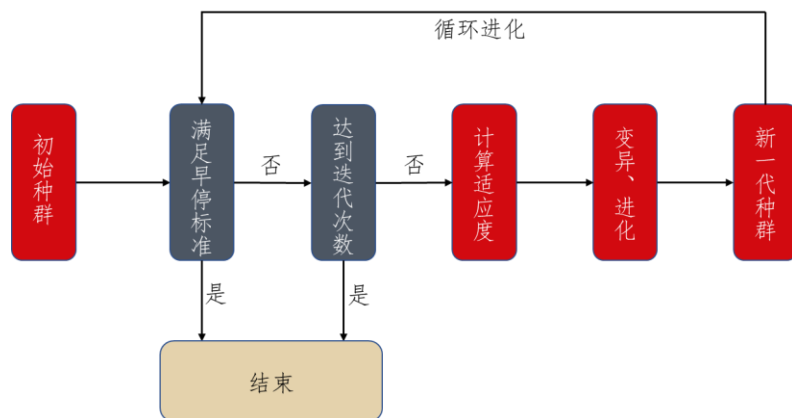 循环进化
初始种群
满足早停标准
否
达到迭代次数
否
计算适应度
变异、进化
新一代种群
是
是
结束